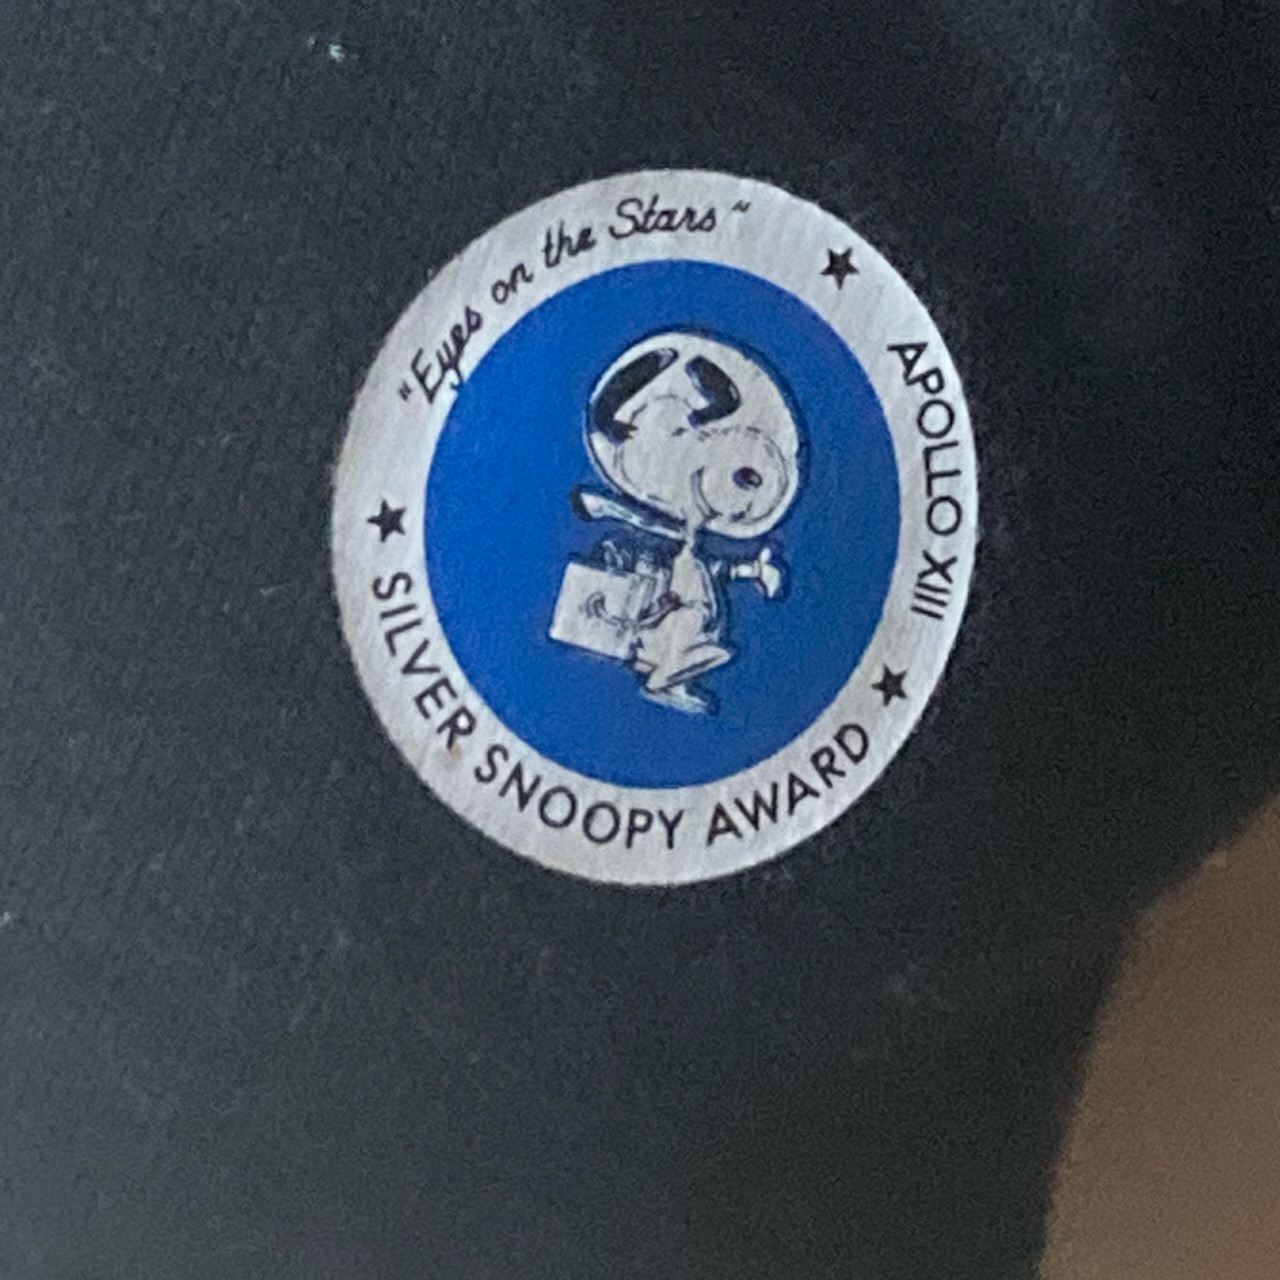 "Eyes on the Stars"
APOLLO XIII
SILVER SNOOPY AWARD